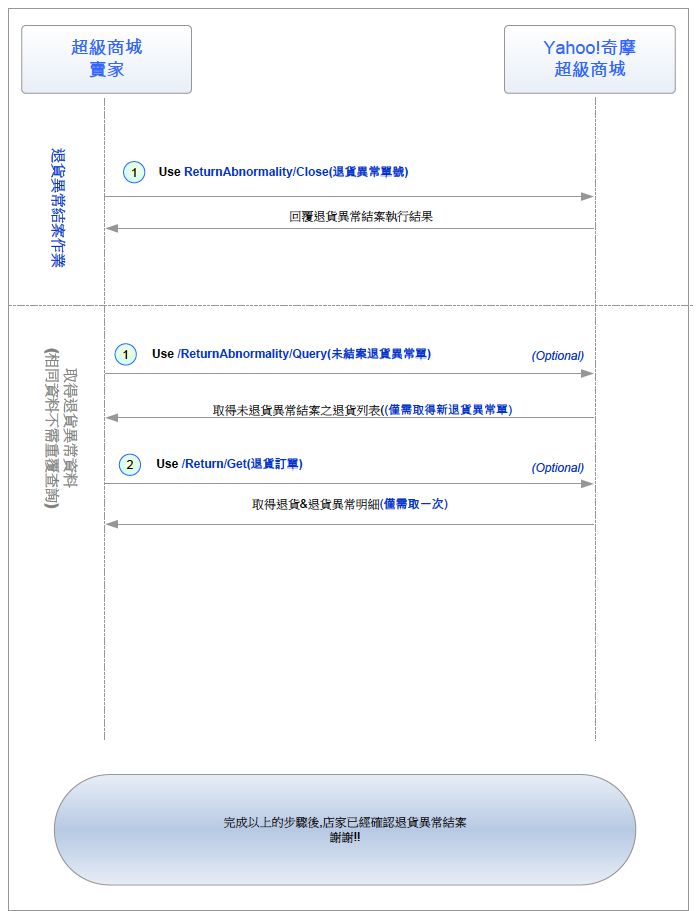 超級商城
賣家
Yahoo!奇摩
超級商城
退貨異常結案作業
1 Use ReturnAbnormality/Close(退貨異常單號)
回覆退貨異常結案執行結果
取得退貨異常資料
(相同資料不需重覆查詢)
1 Use /ReturnAbnormality/Query(未結案退貨異常單) (Optional)
取得未退貨異常結案之退貨列表((僅需取得新退貨異常單)
2 Use /Return/Get(退貨訂單) (Optional)
取得退貨&退貨異常明細(僅需取一次)
完成以上的步驟後,店家已經確認退貨異常結案
謝謝!!